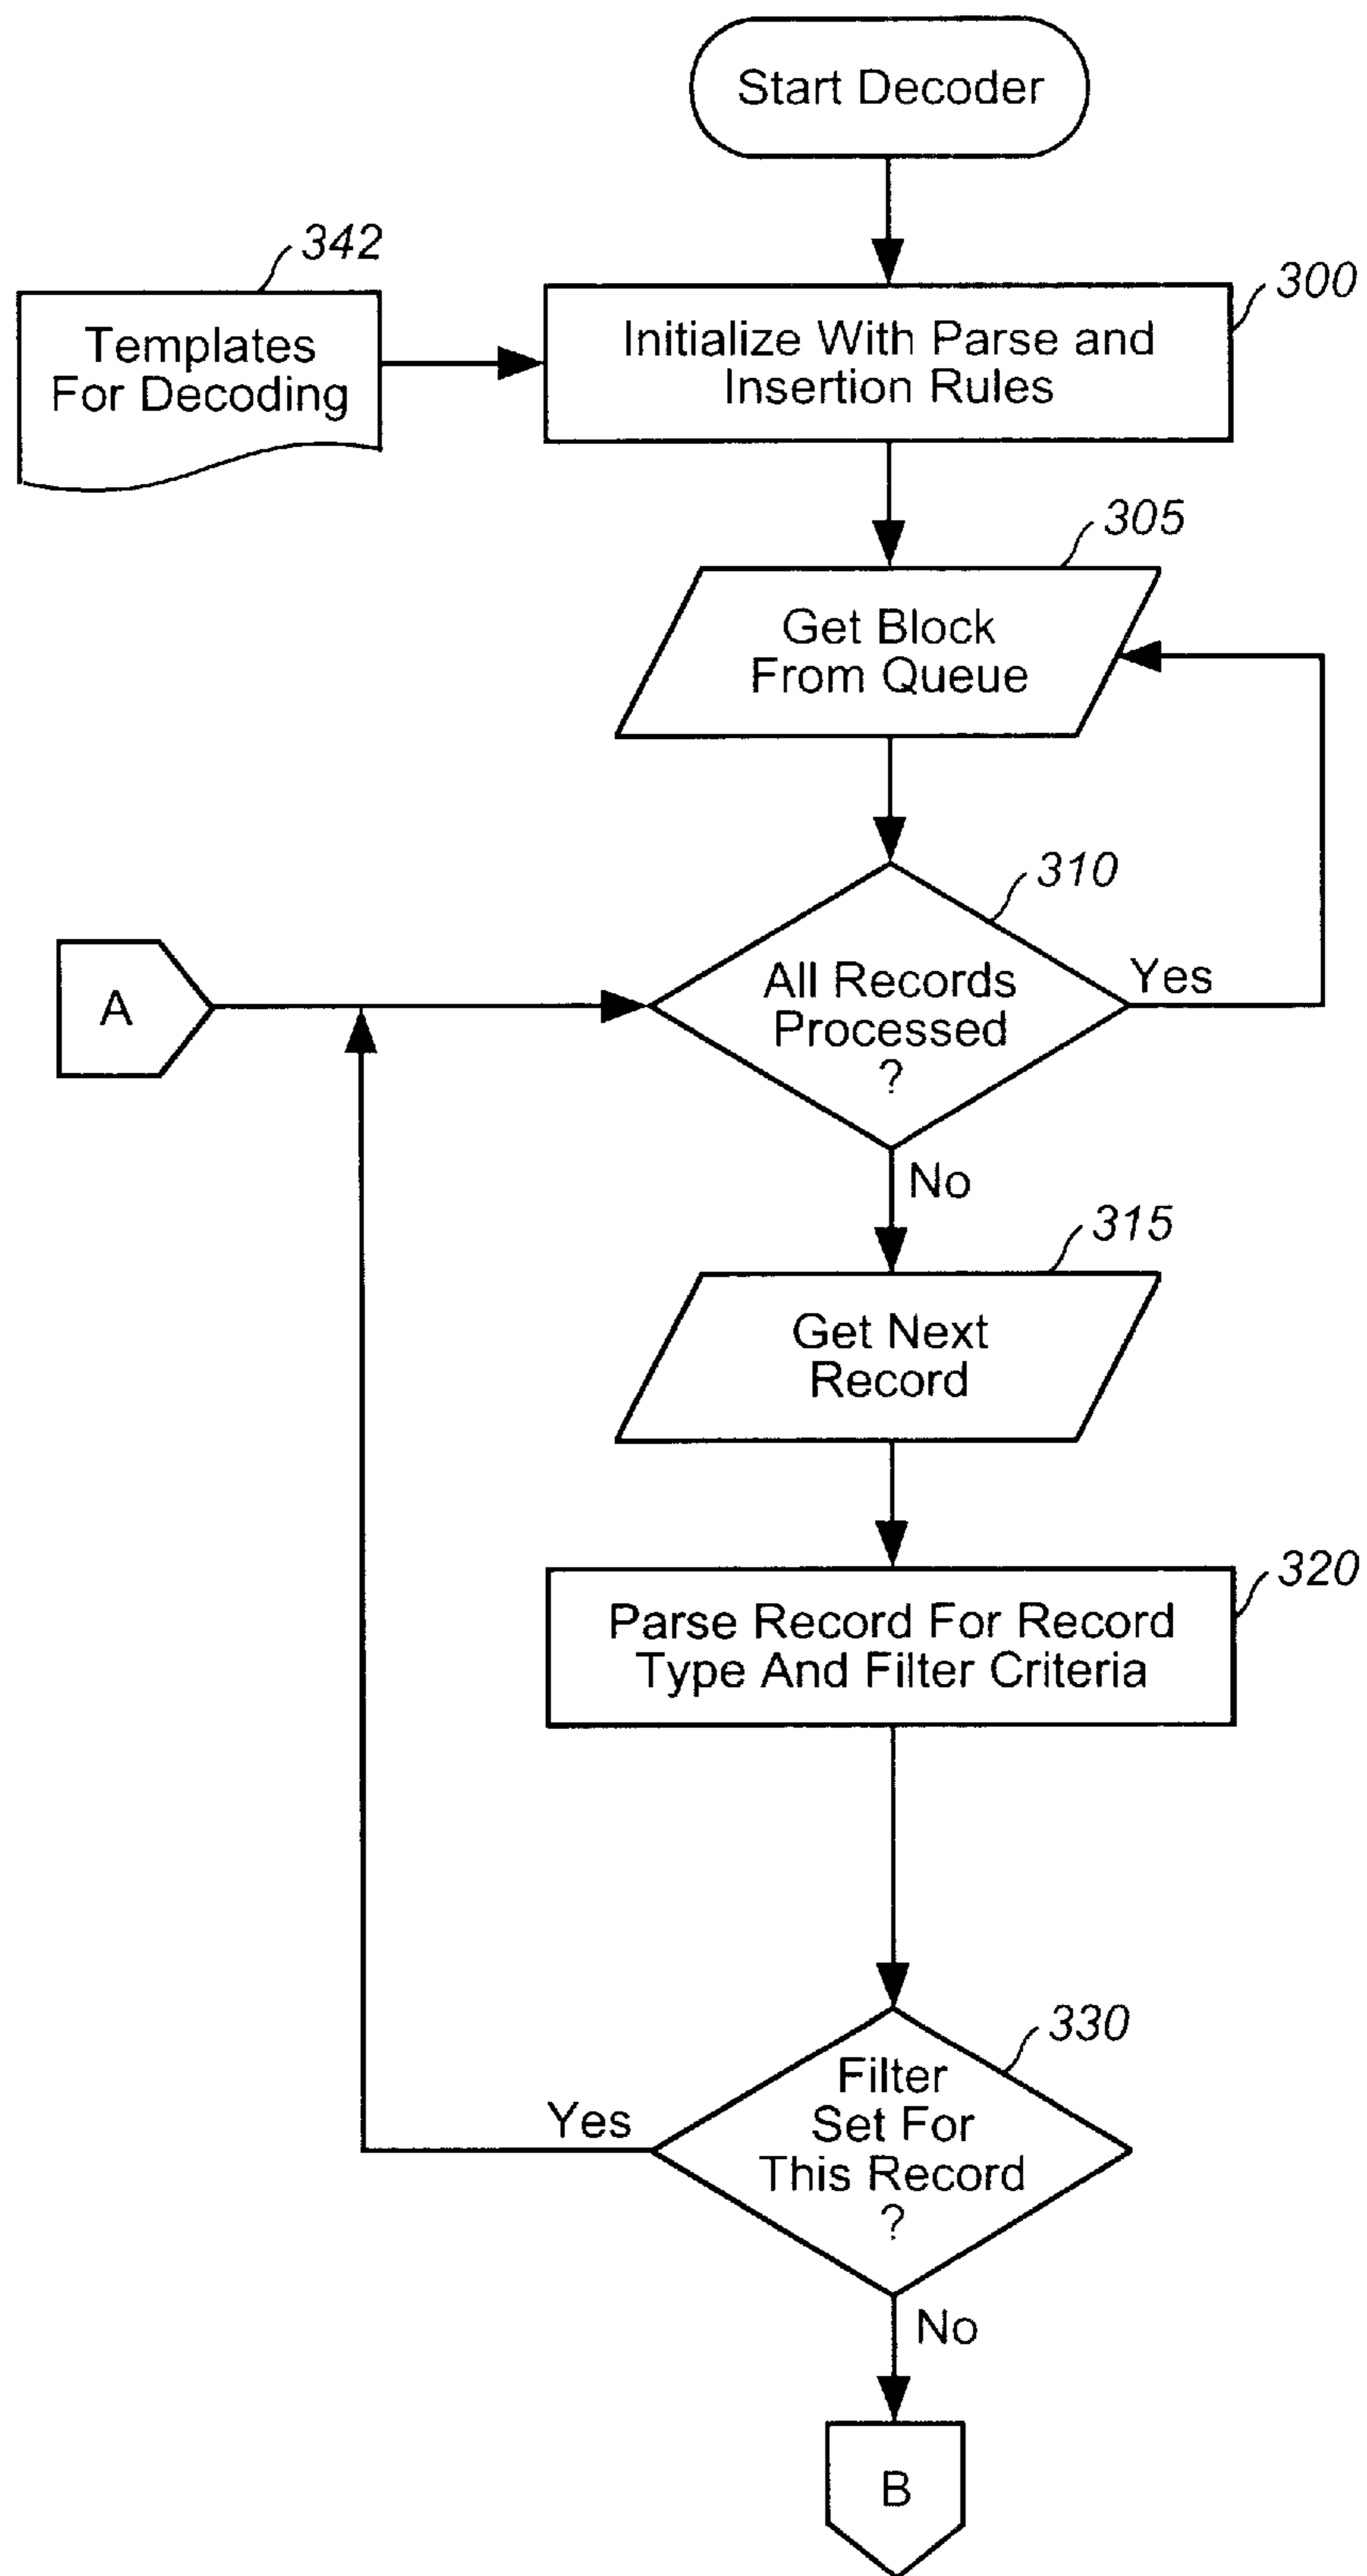 Start Decoder
342
Templates
For Decoding
300
Initialize With Parse and
Insertion Rules
305
Get Block
From Queue
310
All Records
Processed
?
Yes
A
No
315
Get Next
Record
320
Parse Record For Record
Type And Filter Criteria
330
Filter
Set For
This Record
?
Yes
No
B